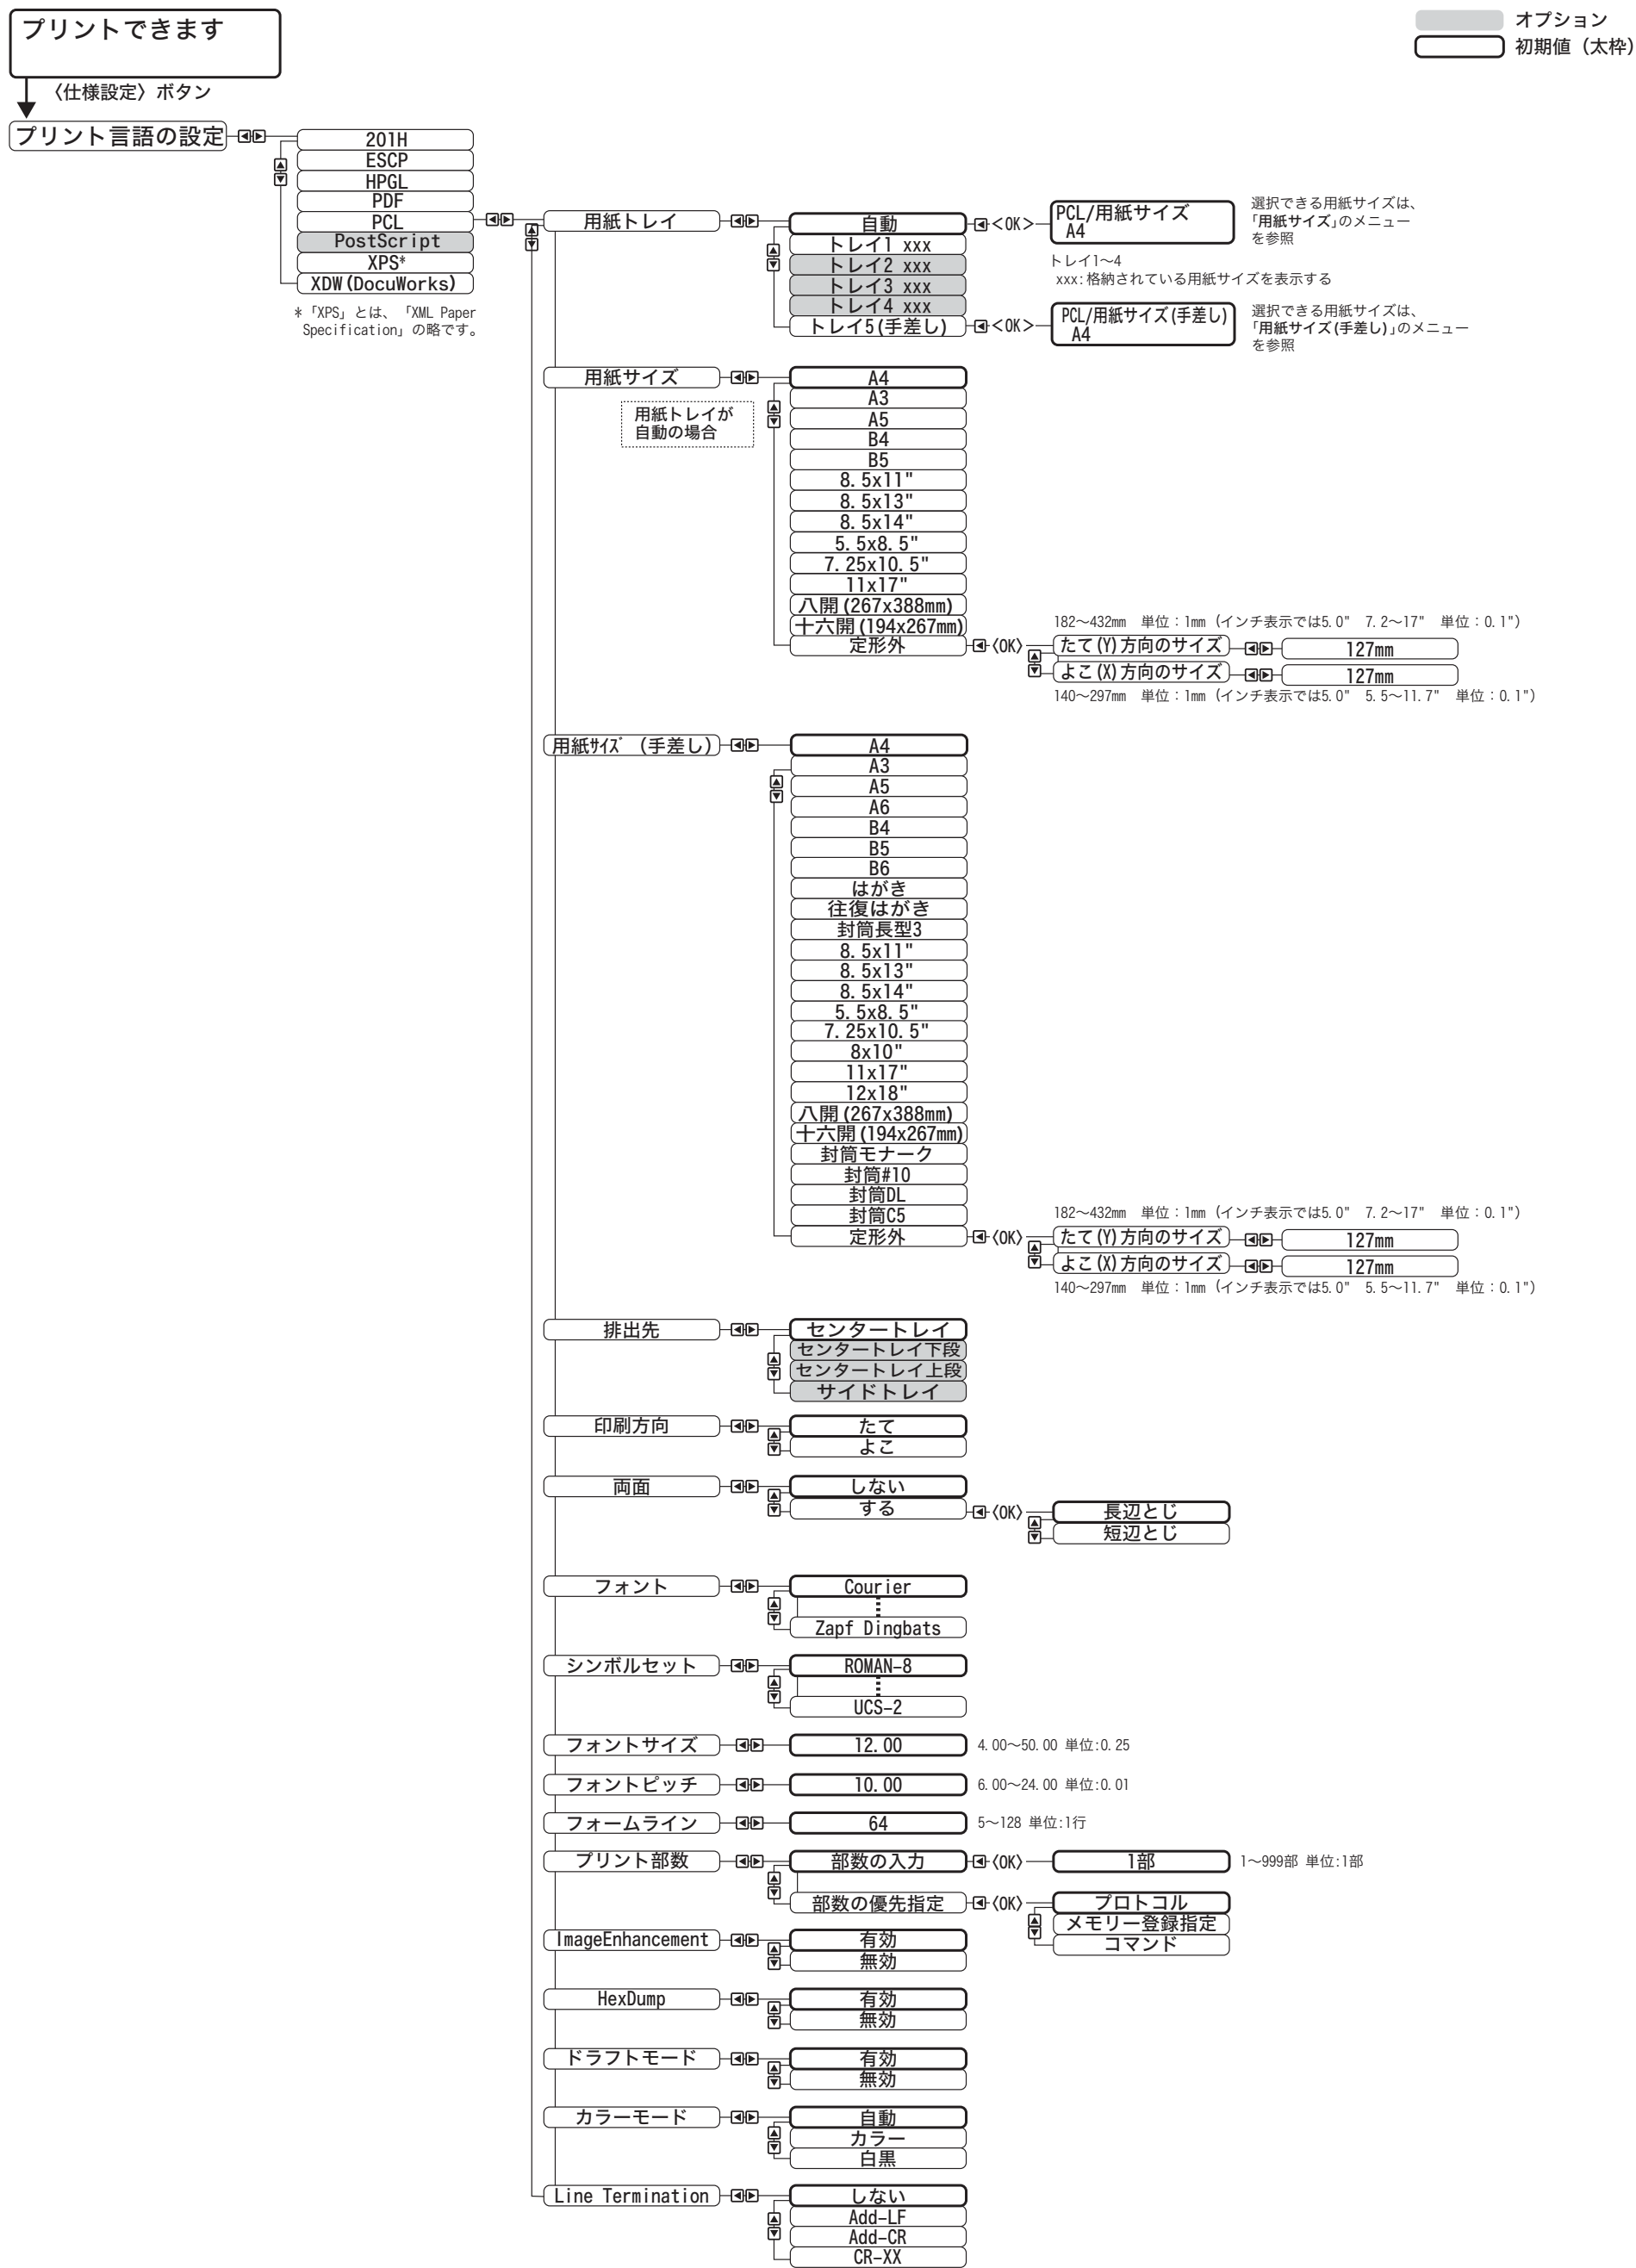 プリントできます
オプション
初期値（太枠）
〈仕様設定〉ボタン
プリント言語の設定
201H
ESCP
HPGL
PDF
PCL
PostScript
XPS*
XDW(DocuWorks)
*「XPS」とは、「XML Paper
Specification」の略です。
用紙トレイ
自動
トレイ1 xxx
トレイ2 xxx
トレイ3 xxx
トレイ4 xxx
トレイ5(手差し)
<OK>
PCL/用紙サイズ
A4
選択できる用紙サイズは、
「用紙サイズ」のメニュー
を参照
トレイ1～4
xxx:格納されている用紙サイズを表示する
<OK>
PCL/用紙サイズ(手差し)
A4
選択できる用紙サイズは、
「用紙サイズ(手差し)」のメニュー
を参照
用紙サイズ
用紙トレイが
自動の場合
A4
A3
A5
B4
B5
8.5x11"
8.5x13"
8.5x14"
5.5x8.5"
7.25x10.5"
11x17"
八開(267x388mm)
十六開(194x267mm)
定形外
〈OK〉
182～432mm 単位：1mm（インチ表示では5.0" 7.2～17" 単位：0.1"）
たて(Y)方向のサイズ
127mm
よこ(X)方向のサイズ
127mm
140～297mm 単位：1mm（インチ表示では5.0" 5.5～11.7" 単位：0.1"）
用紙ｻｲｽﾞ（手差し）
A4
A3
A5
A6
B4
B5
B6
はがき
往復はがき
封筒長型3
8.5x11"
8.5x13"
8.5x14"
5.5x8.5"
7.25x10.5"
8x10"
11x17"
12x18"
八開(267x388mm)
十六開(194x267mm)
封筒モナーク
封筒#10
封筒DL
封筒C5
定形外
〈OK〉
182～432mm 単位：1mm（インチ表示では5.0" 7.2～17" 単位：0.1"）
たて(Y)方向のサイズ
127mm
よこ(X)方向のサイズ
127mm
140～297mm 単位：1mm（インチ表示では5.0" 5.5～11.7" 単位：0.1"）
排出先
センタートレイ
センタートレイ下段
センタートレイ上段
サイドトレイ
印刷方向
たて
よこ
両面
しない
する
〈OK〉
長辺とじ
短辺とじ
フォント
Courier
Zapf Dingbats
シンボルセット
ROMAN-8
UCS-2
フォントサイズ
12.00
4.00～50.00 単位:0.25
フォントピッチ
10.00
6.00～24.00 単位:0.01
フォームライン
64
5～128 単位:1行
プリント部数
部数の入力
〈OK〉
1部
1～999部 単位:1部
部数の優先指定
〈OK〉
プロトコル
メモリー登録指定
コマンド
ImageEnhancement
有効
無効
HexDump
有効
無効
ドラフトモード
有効
無効
カラーモード
自動
カラー
白黒
Line Termination
しない
Add-LF
Add-CR
CR-XX